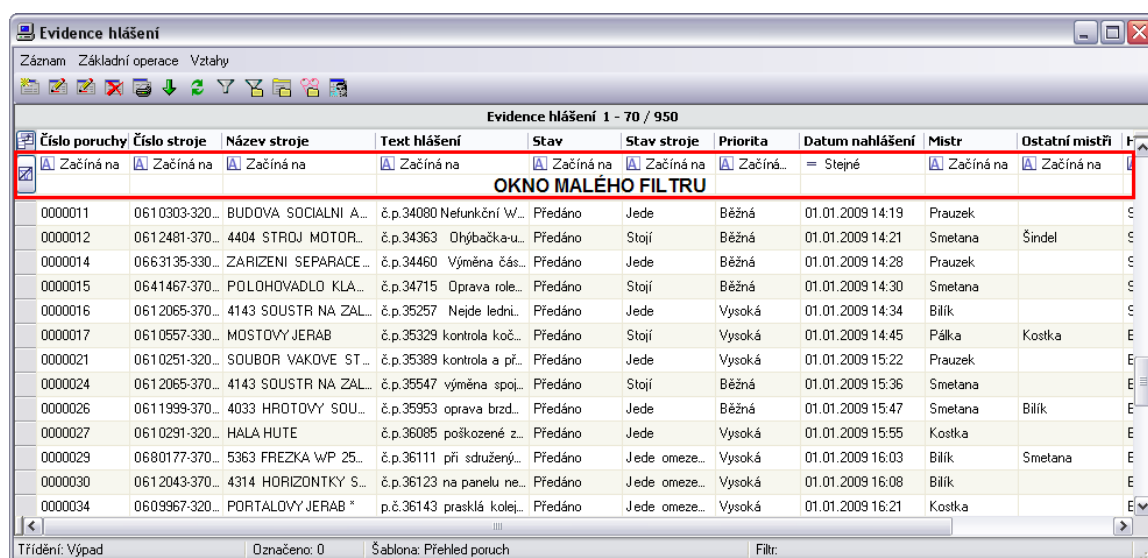 Evidence hlášení
Záznam Základní operace Vztahy
Evidence hlášení 1 - 70 / 950
Číslo poruchy Číslo stroje Název stroje Text hlášení Stav Stav stroje Priorita Datum nahlášení Mistr Ostatní mistři
Začíná na Začíná na Začíná na Začíná na Začíná na Začíná na Začíná... = Stejné Začíná na Začíná na
OKNO MALÉHO FILTRU
0000011 0610303-320... BUDOVA SOCIALNI A... č.p.34080 Nefunkční W... Předáno Jede Běžná 01.01.2009 14:19 Prauzek
0000012 0612481-370... 4404 STROJ MOTOR... č.p.34363 Ohýbačka-u... Předáno Stojí Běžná 01.01.2009 14:21 Smetana Šindel
0000014 0663135-330... ZARIZENI SEPARACE... č.p.34460 Výměna čás... Předáno Jede Běžná 01.01.2009 14:28 Prauzek
0000015 0641467-370... POLOHOVADLO KLA... č.p.34715 Oprava role... Předáno Stojí Běžná 01.01.2009 14:30 Smetana
0000016 0612065-370... 4143 SOUSTR NA ZAL... č.p.35257 Nejde ledni... Předáno Jede Vysoká 01.01.2009 14:34 Bilík
0000017 0610557-330... MOSTOVY JERAB č.p.35329 kontrola koč... Předáno Stojí Vysoká 01.01.2009 14:45 Pálka Kostka
0000021 0610251-320... SOUBOR VAKOVE ST... č.p.35389 kontrola a př... Předáno Jede Vysoká 01.01.2009 15:22 Prauzek
0000024 0612065-370... 4143 SOUSTR NA ZAL... č.p.35547 výměna spoj... Předáno Stojí Běžná 01.01.2009 15:36 Smetana
0000026 0611999-370... 4033 HROTOVY SOU... č.p.35953 oprava brzd... Předáno Jede Běžná 01.01.2009 15:47 Smetana Bilík
0000027 0610291-320... HALA HUTE č.p.36085 poškozené z... Předáno Jede Vysoká 01.01.2009 15:55 Kostka
0000029 0680177-370... 5363 FREZKA WP 25... č.p.36111 při sdružený... Předáno Jede omeze... Vysoká 01.01.2009 16:03 Bilík Smetana
0000030 0612043-370... 4314 HORIZONTKY S... č.p.36123 na panelu ne... Předáno Jede omeze... Vysoká 01.01.2009 16:08 Bilík
0000034 0609967-320... PORTALOVY JERAB * p.č.36143 prasklá kolej... Předáno Jede omeze... Vysoká 01.01.2009 16:21 Kostka
Třídění: Výpad Označeno: 0 Šablona: Přehled poruch Filtr: